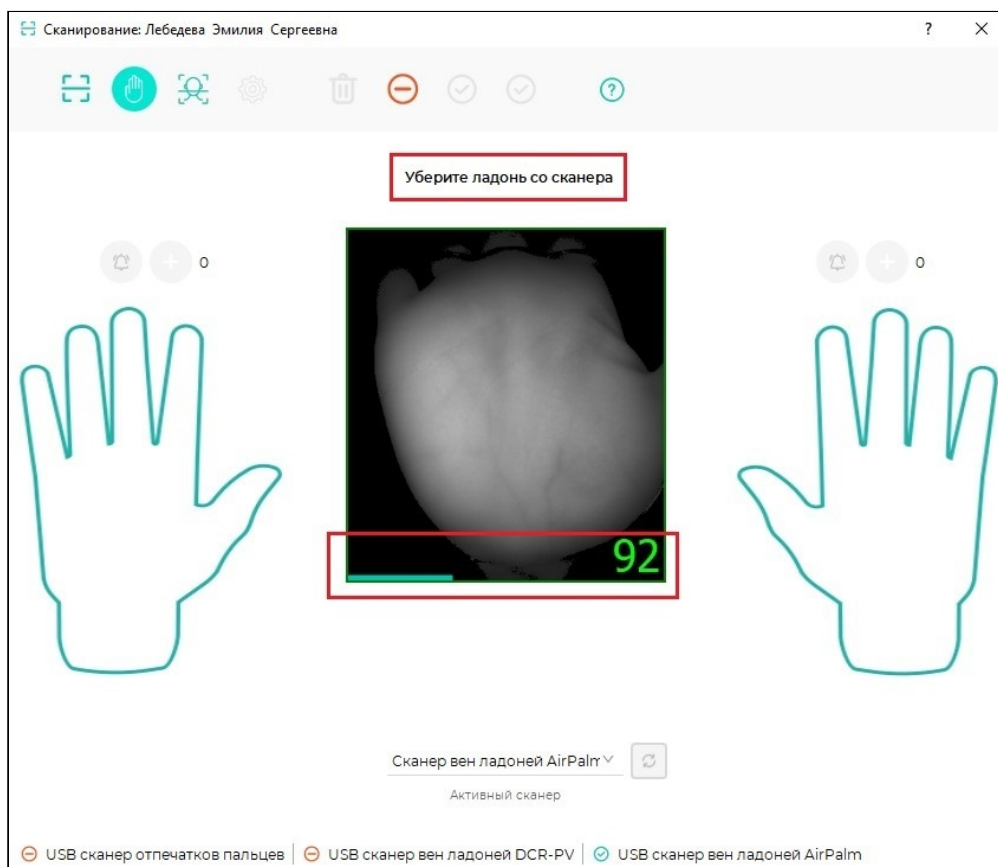 Сканирование: Лебедева Эмилия Сергеевна
?
Уберите ладонь со сканера
0
0
92
Сканер вен ладоней AirPalm
Активный сканер
USB сканер отпечатков пальцев
USB сканер вен ладоней DCR-PV
USB сканер вен ладоней AirPalm